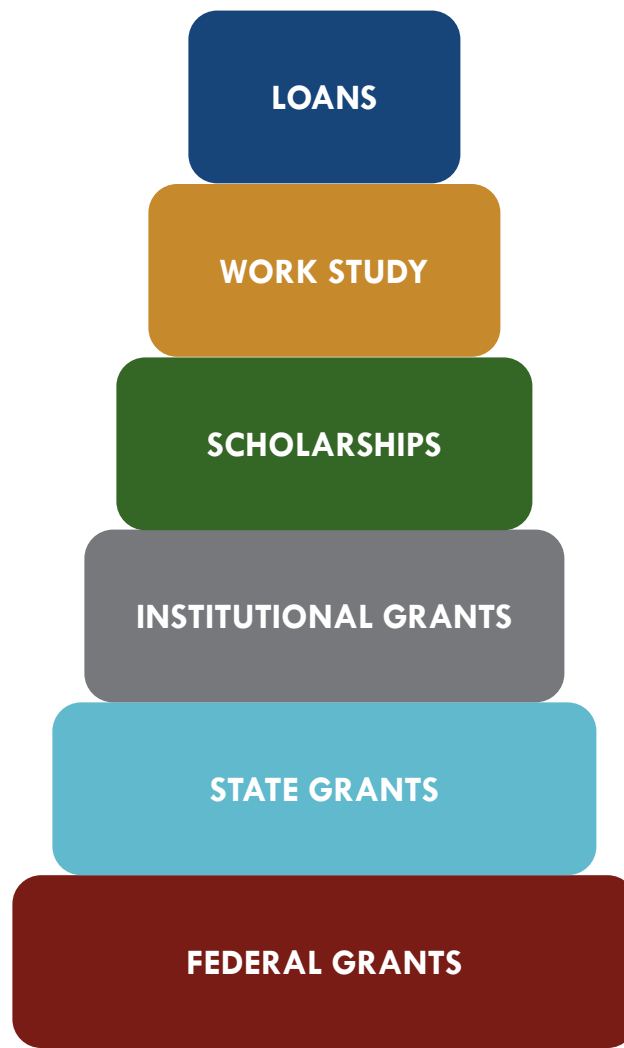 LOANS
WORK STUDY
SCHOLARSHIPS
INSTITUTIONAL GRANTS
STATE GRANTS
FEDERAL GRANTS